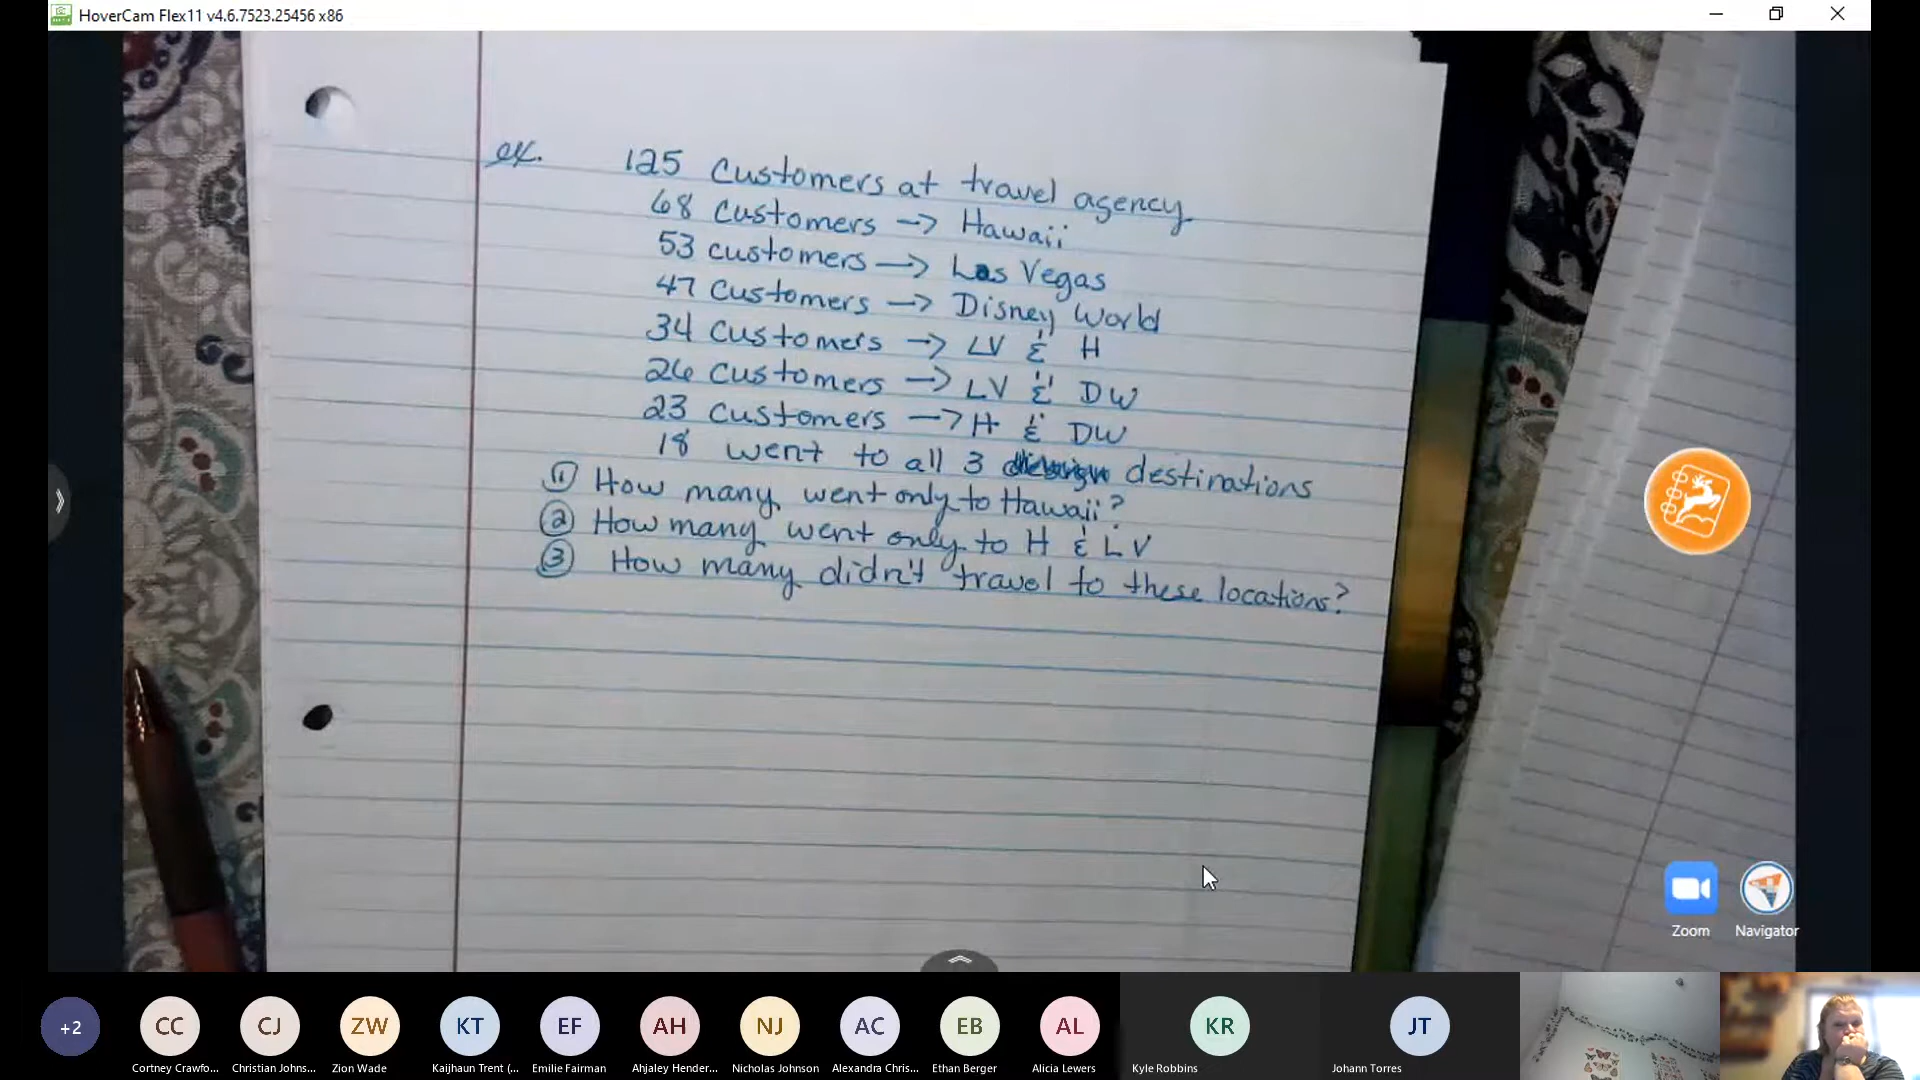 HoverCam Flex11 v4.6.7523.25456 x86
ex. 125 Customers at travel agency
68 Customers -> Hawaii
53 customers -> Las Vegas
47 Customers -> Disney World
34 Customers -> LV & H
26 Customers -> LV & DW
23 customers -> H & DW
18 went to all 3 destinations
① How many went only to Hawaii?
② How many went only to H & LV
③ How many didn't travel to these locations?
Zoom Navigator
+2 CC CJ ZW KT EF AH NJ AC EB AL KR JT
Cortney Crawfo... Christian Johns... Zion Wade Kaijhaun Trent (... Emilie Fairman Ahjaley Hender... Nicholas Johnson Alexandra Chris... Ethan Berger Alicia Lewers Kyle Robbins Johann Torres